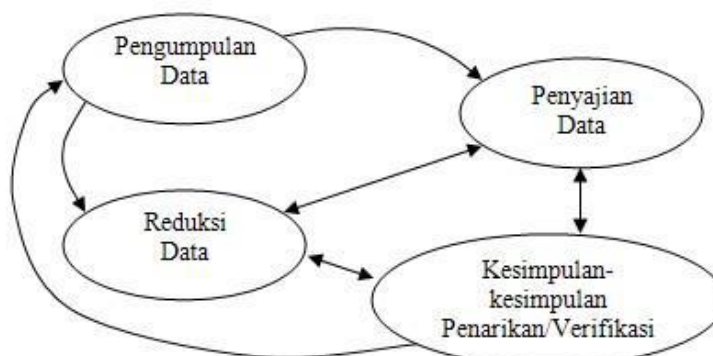 Pengumpulan
Data
Penyajian
Data
Reduksi
Data
Kesimpulan-
kesimpulan
Penarikan/Verifikasi